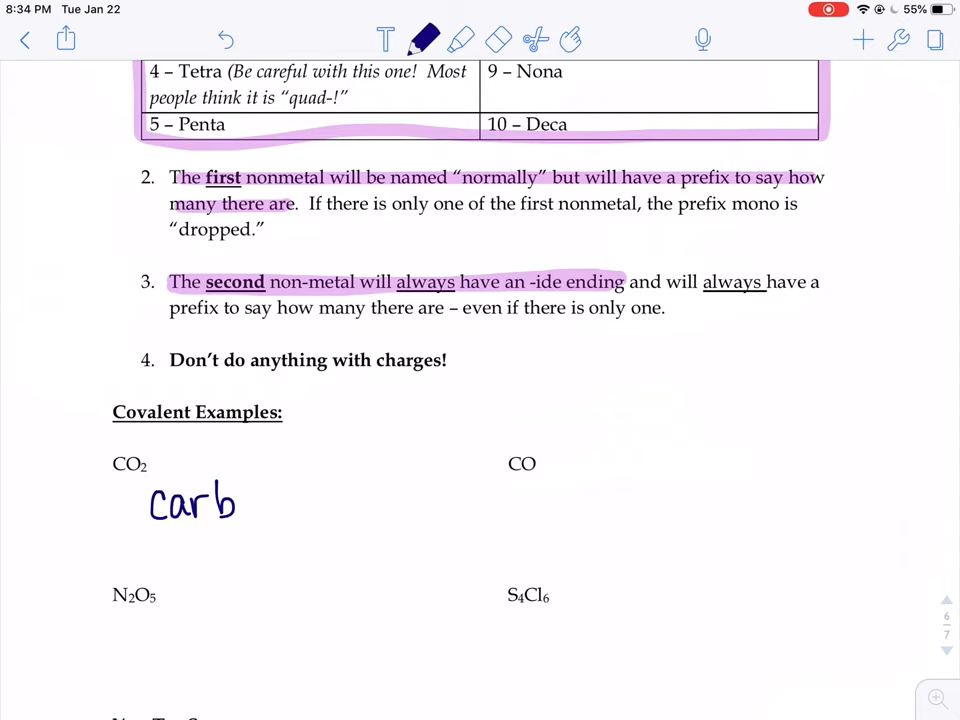 8:34 PM Tue Jan 22 55%
4 – Tetra (Be careful with this one! Most people think it is “quad-!” 9 – Nona
5 – Penta 10 – Deca
2. The first nonmetal will be named “normally” but will have a prefix to say how
many there are. If there is only one of the first nonmetal, the prefix mono is
“dropped.”
3. The second non-metal will always have an -ide ending and will always have a
prefix to say how many there are – even if there is only one.
4. Don’t do anything with charges!
Covalent Examples:
CO₂ CO
carb
N₂O₅ S₄Cl₆
6
7